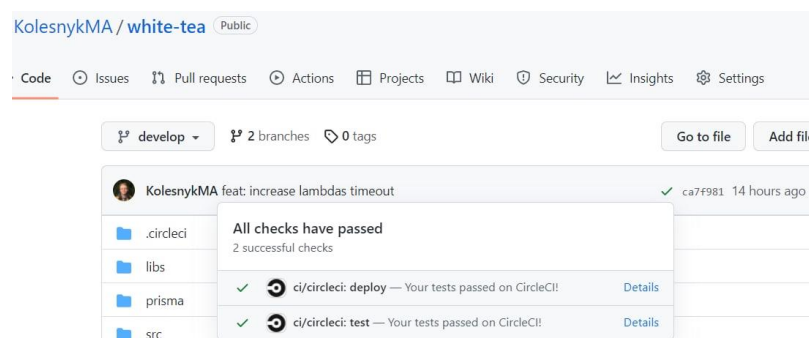 KolesnykMA / white-tea Public
Code Issues Pull requests Actions Projects Wiki Security Insights Settings
develop 2 branches 0 tags Go to file Add fil
KolesnykMA feat: increase lambdas timeout ca7f981 14 hours ago
.circleci
All checks have passed
2 successful checks
libs
prisma
ci/circleci: deploy — Your tests passed on CircleCI! Details
src
ci/circleci: test — Your tests passed on CircleCI! Details